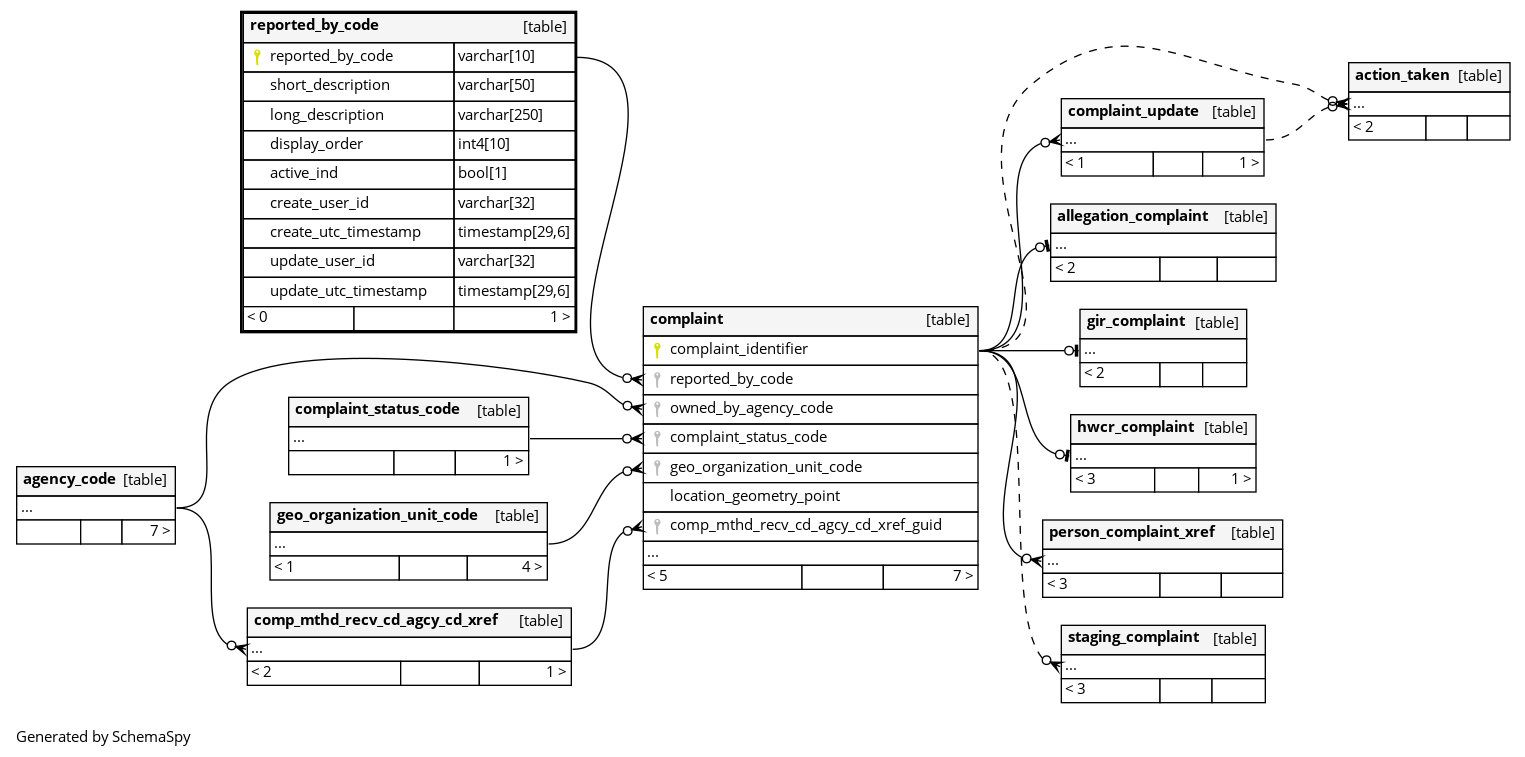 reported_by_code [table]
reported_by_code varchar[10]
short_description varchar[50]
long_description varchar[250]
display_order int4[10]
active_ind bool[1]
create_user_id varchar[32]
create_utc_timestamp timestamp[29,6]
update_user_id varchar[32]
update_utc_timestamp timestamp[29,6]
< 0 1 >
agency_code [table]
...
7 >
complaint_status_code [table]
...
1 >
geo_organization_unit_code [table]
...
< 1 4 >
comp_mthd_recv_cd_agcy_cd_xref [table]
...
< 2 1 >
complaint [table]
complaint_identifier
reported_by_code
owned_by_agency_code
complaint_status_code
geo_organization_unit_code
location_geometry_point
comp_mthd_recv_cd_agcy_cd_xref_guid
...
< 5 7 >
complaint_update [table]
...
< 1 1 >
allegation_complaint [table]
...
< 2
gir_complaint [table]
...
< 2
hwcr_complaint [table]
...
< 3 1 >
person_complaint_xref [table]
...
< 3
staging_complaint [table]
...
< 3
action_taken [table]
...
< 2
Generated by SchemaSpy